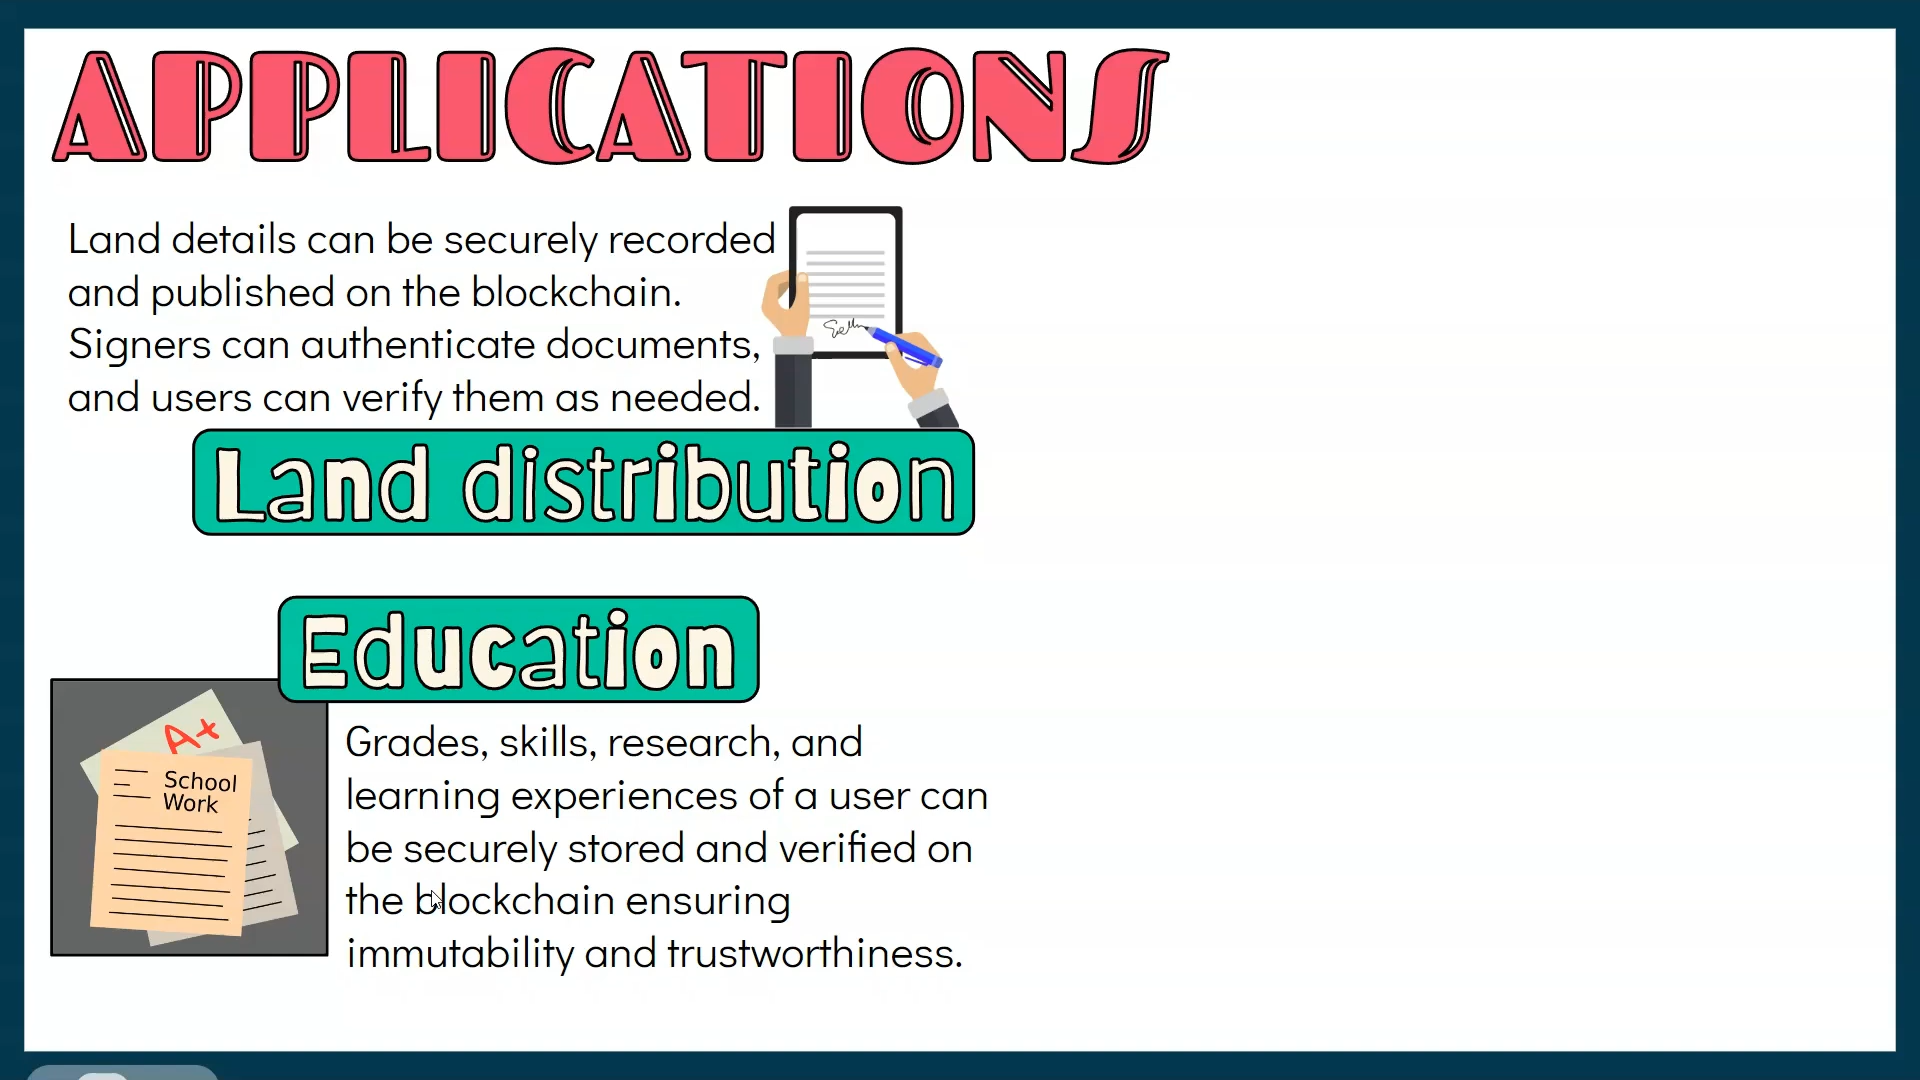 APPLICATIONS
Land details can be securely recorded
and published on the blockchain.
Signers can authenticate documents,
and users can verify them as needed.
Land distribution
Education
A+
School
Work
Grades, skills, research, and
learning experiences of a user can
be securely stored and verified on
the blockchain ensuring
immutability and trustworthiness.